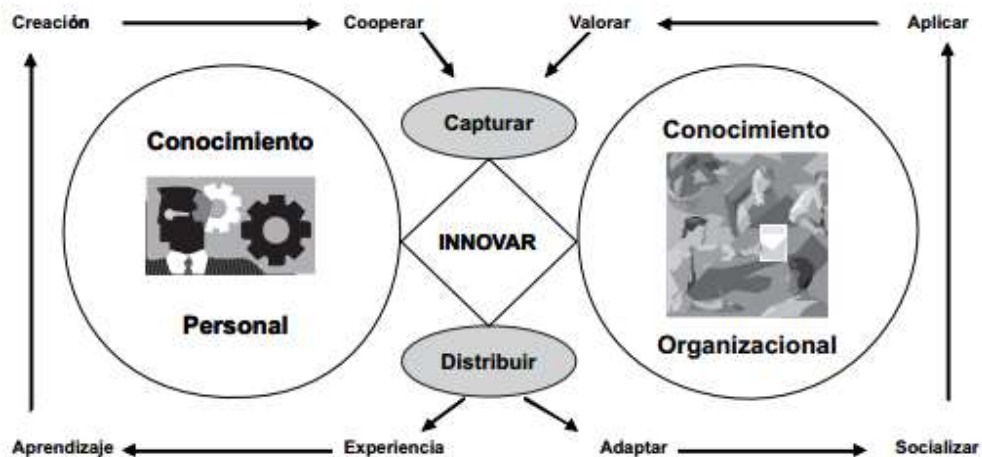 Creación
Cooperar
Valorar
Aplicar
Capturar
Conocimiento
Conocimiento
INNOVAR
Personal
Organizacional
Distribuir
Aprendizaje
Experiencia
Adaptar
Socializar